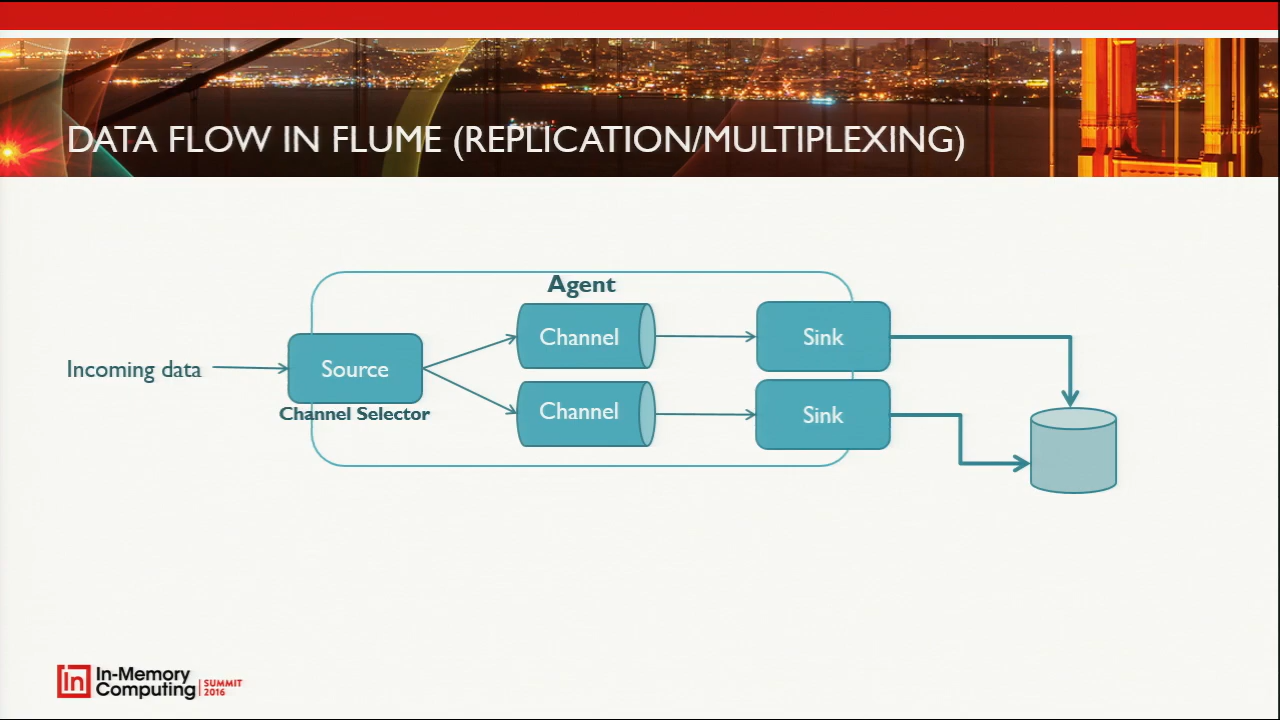 DATA FLOW IN FLUME (REPLICATION/MULTIPLEXING)
Agent
Channel
Sink
Incoming data
Source
Channel Selector
Channel
Sink
in In-Memory
Computing
SUMMIT
2016